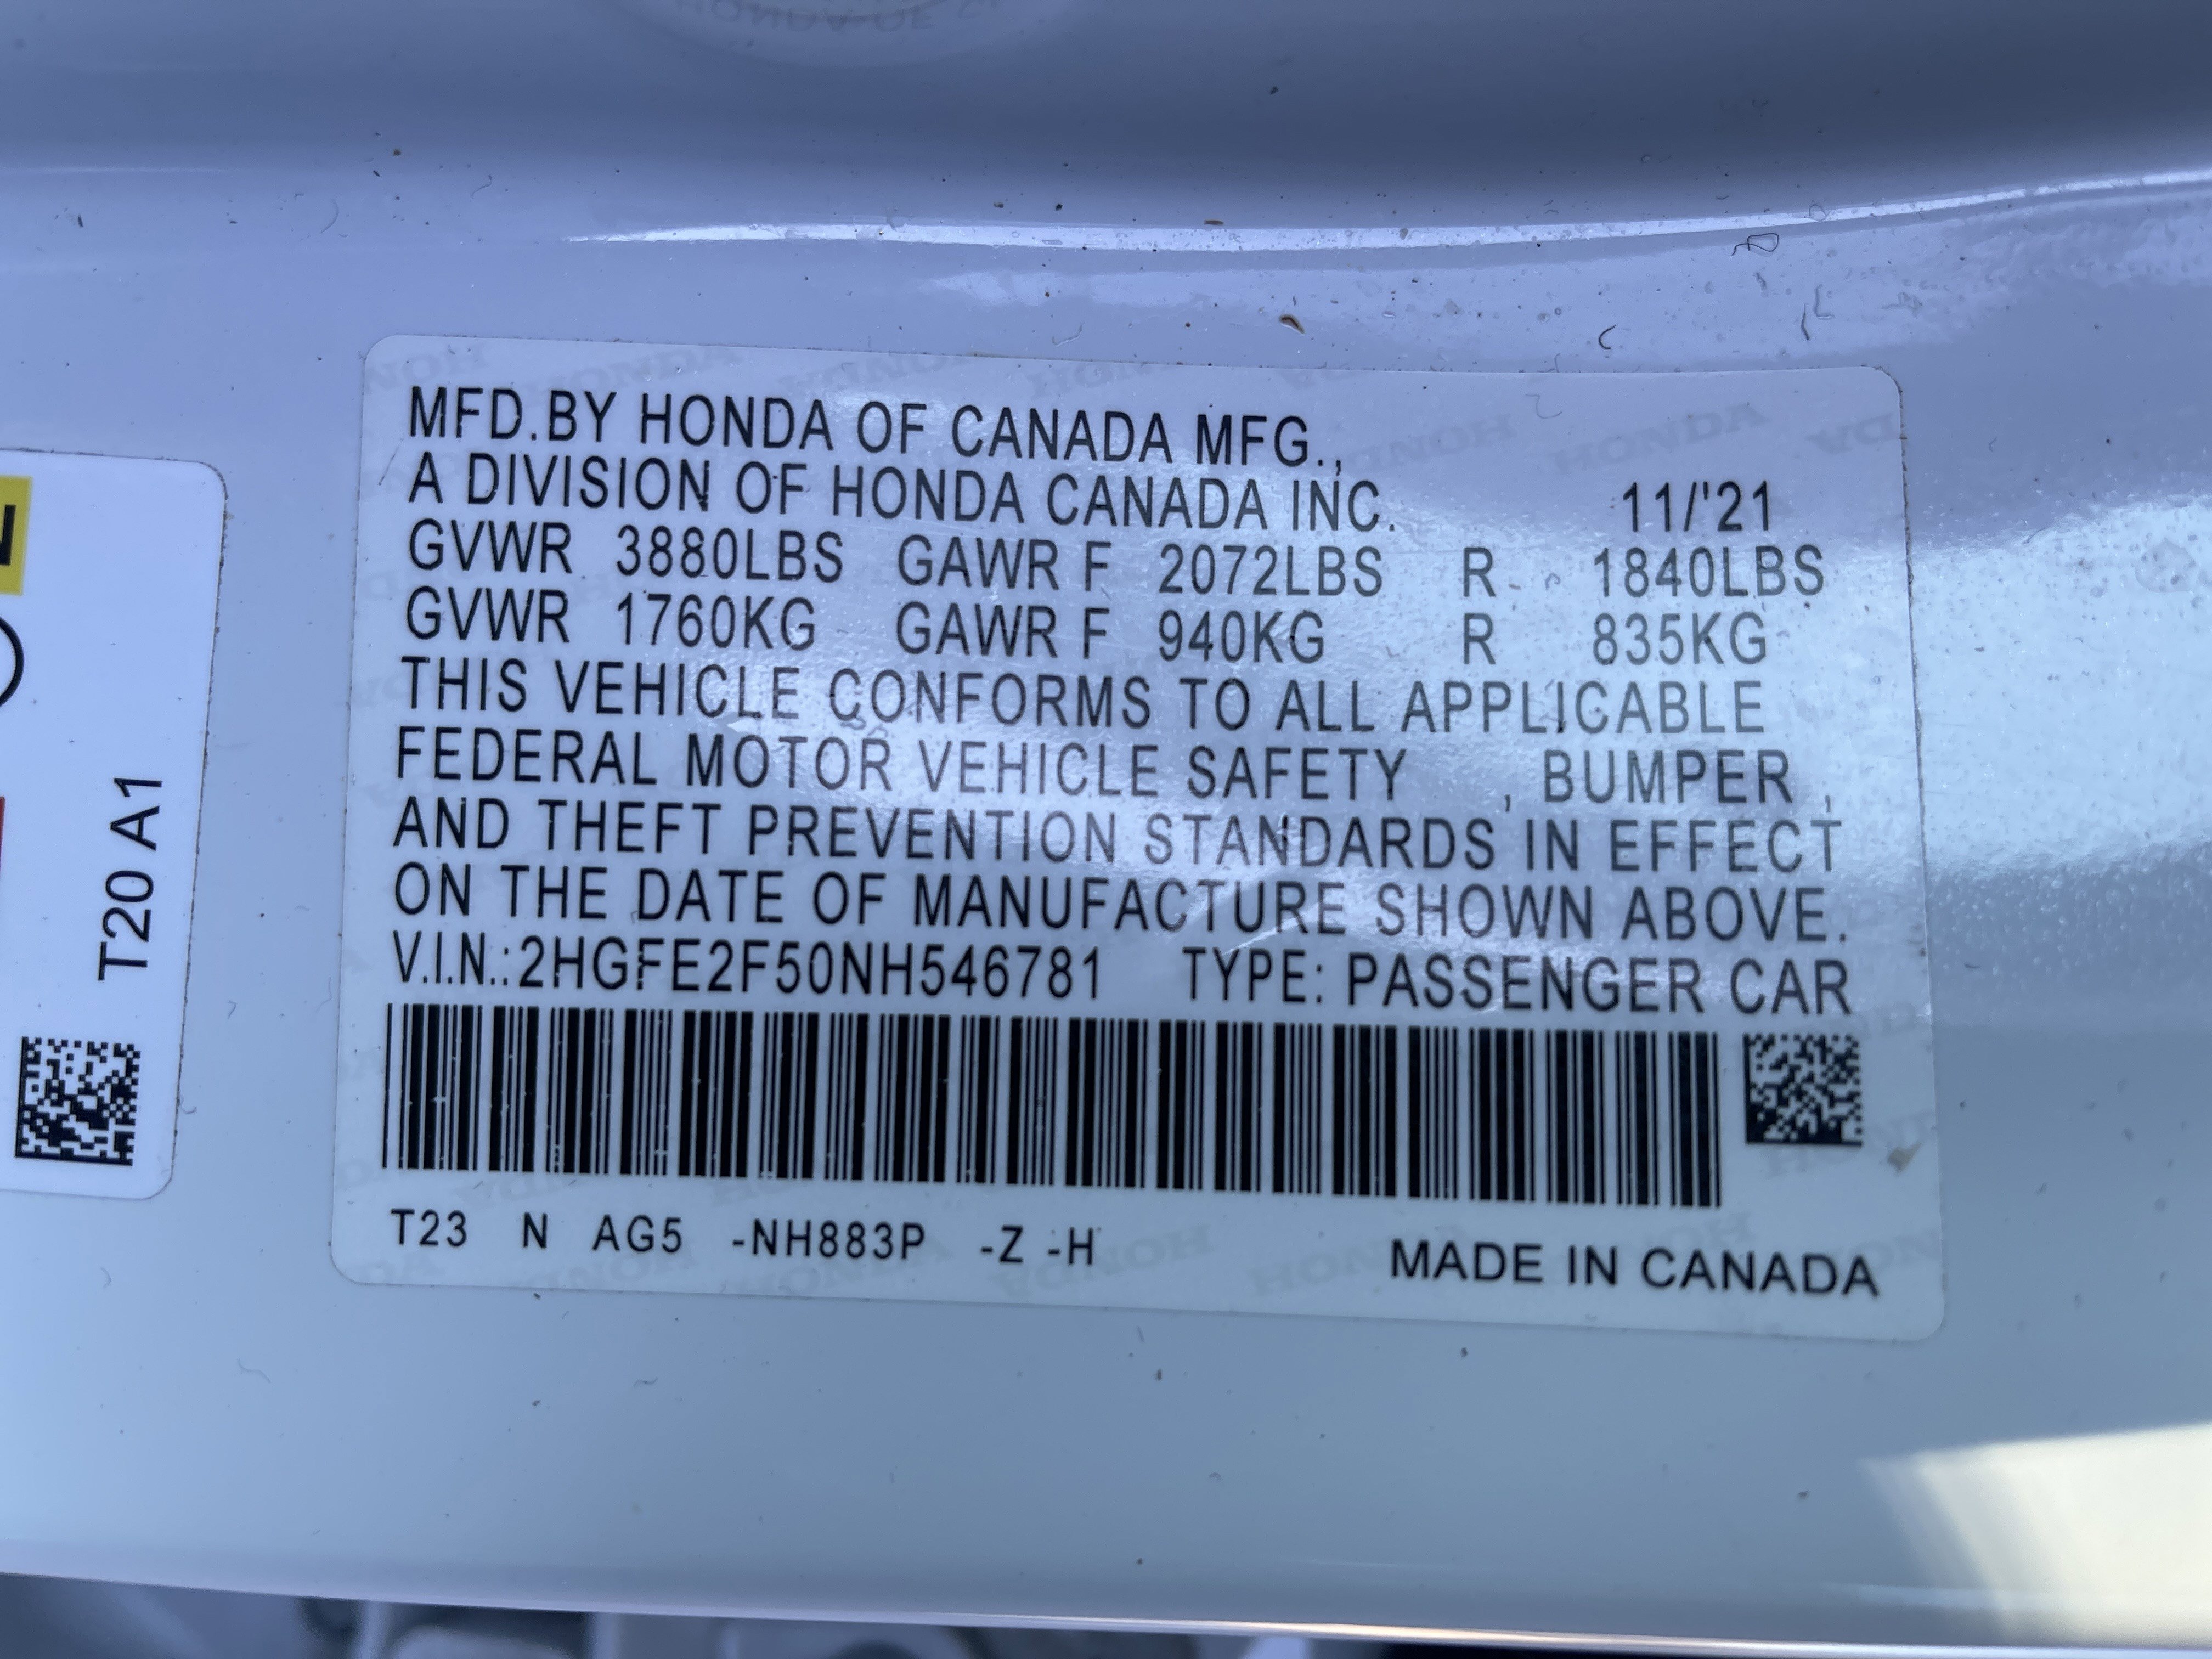 MFD.BY HONDA OF CANADA MFG.,
A DIVISION OF HONDA CANADA INC. 11/'21
GVWR 3880LBS GAWR F 2072LBS R 1840LBS
GVWR 1760KG GAWR F 940KG R 835KG
THIS VEHICLE CONFORMS TO ALL APPLICABLE
FEDERAL MOTOR VEHICLE SAFETY , BUMPER ,
AND THEFT PREVENTION STANDARDS IN EFFECT
ON THE DATE OF MANUFACTURE SHOWN ABOVE.
V.I.N.:2HGFE2F50NH546781 TYPE: PASSENGER CAR
T23 N AG5 -NH883P -Z -H
MADE IN CANADA
T20 A1